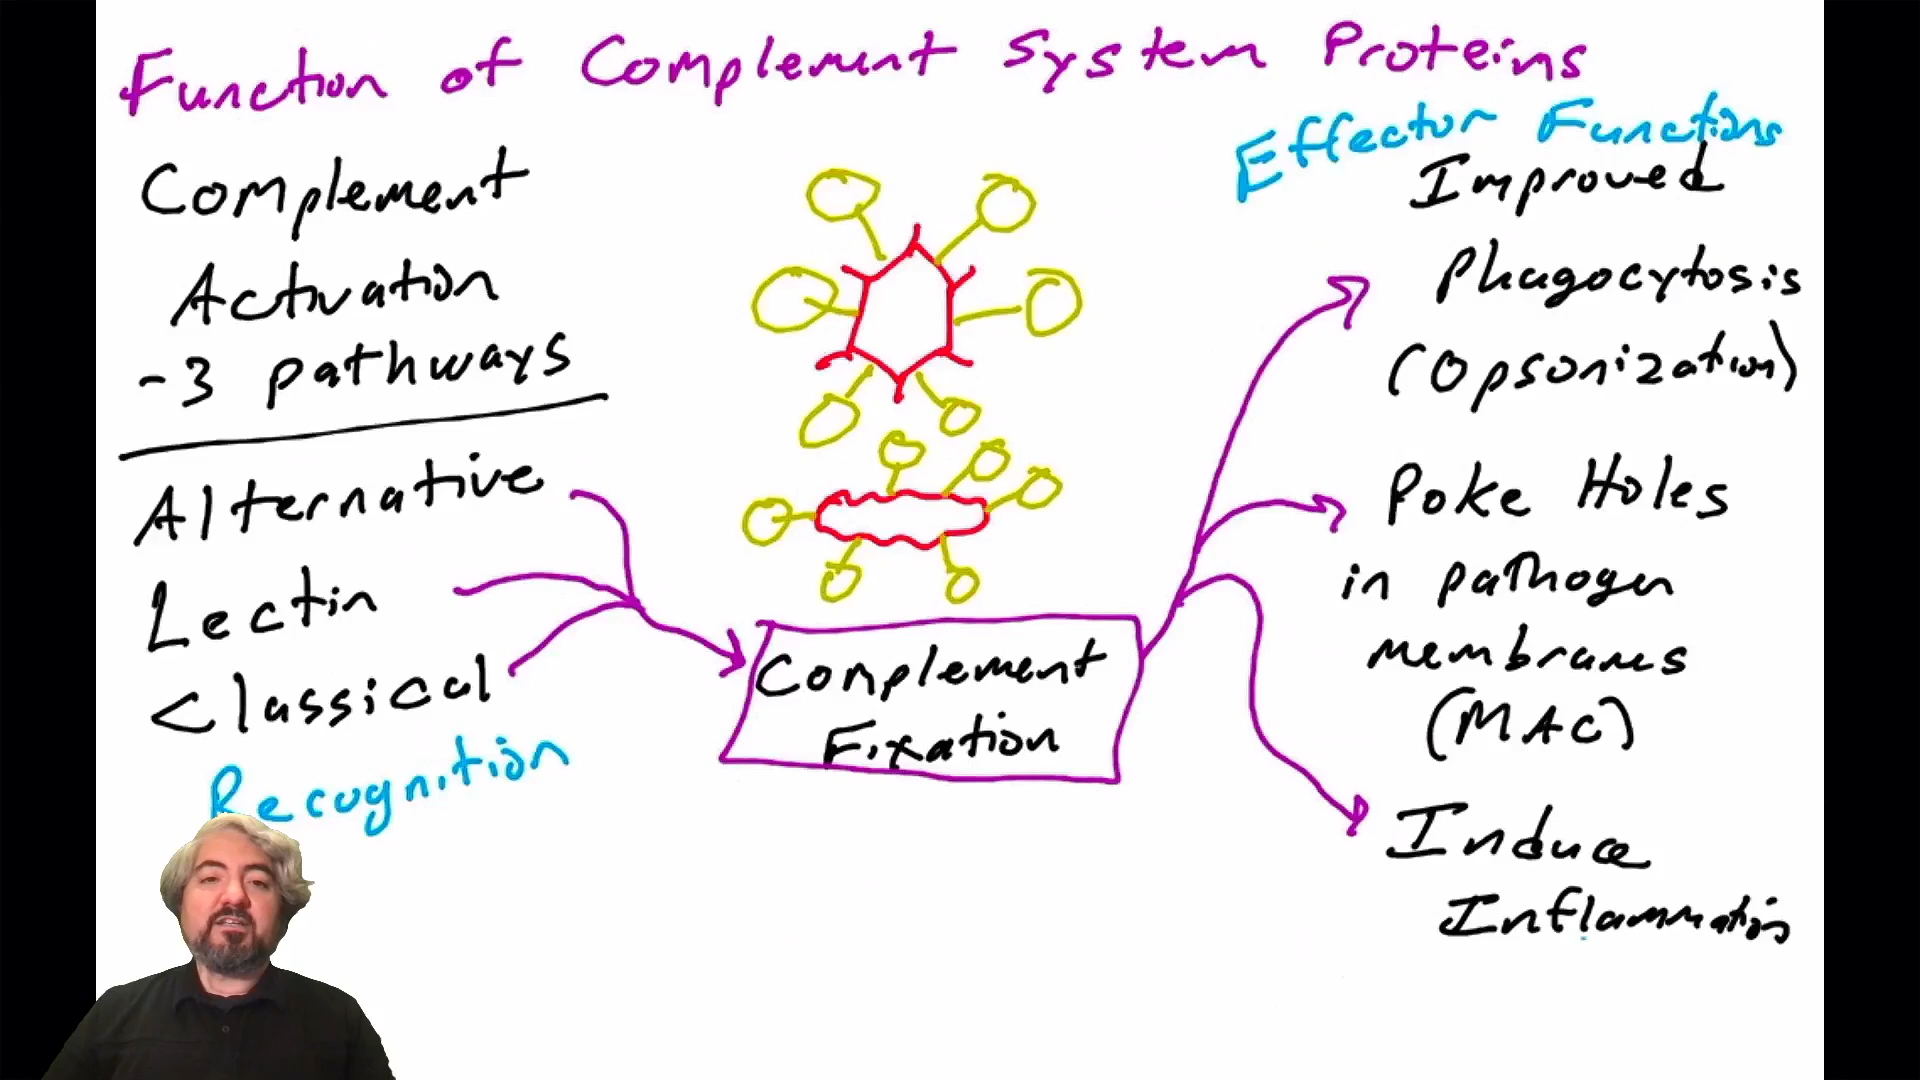 Function of Complement System Proteins
Complement
Activation
- 3 pathways
Alternative
Lectin
Classical
Recognition
Complement
Fixation
Effector Functions
Improved
Phagocytosis
(Opsonization)
Poke Holes
in pathogen
membranes
(MAC)
Induce
Inflammation